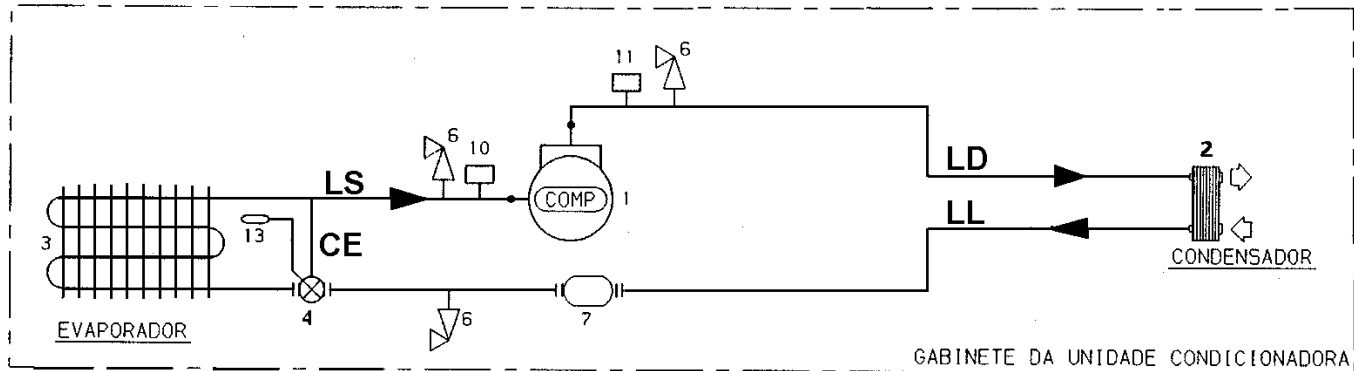 11
6
6
10
LD
2
LS
COMP
1
3
13
CE
LL
CONDENSADOR
4
6
7
EVAPORADOR
GABINETE DA UNIDADE CONDICIONADORA